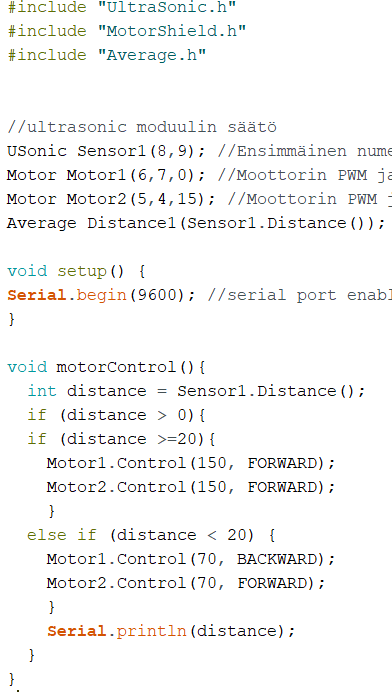 #include "UltraSonic.h"
#include "MotorShield.h"
#include "Average.h"
//ultrasonic moduulin säätö
USonic Sensor1(8,9); //Ensimmäinen
Motor Motor1(6,7,0); //Moottorin PWM
Motor Motor2(5,4,15); //Moottorin PWM
Average Distance1(Sensor1.Distance());
void setup() {
Serial.begin(9600); //serial port
}
void motorControl(){
int distance = Sensor1.Distance();
if (distance > 0){
if (distance >=20){
Motor1.Control(150, FORWARD);
Motor2.Control(150, FORWARD);
}
else if (distance < 20) {
Motor1.Control(70, BACKWARD);
Motor2.Control(70, FORWARD);
}
Serial.println(distance);
}
}